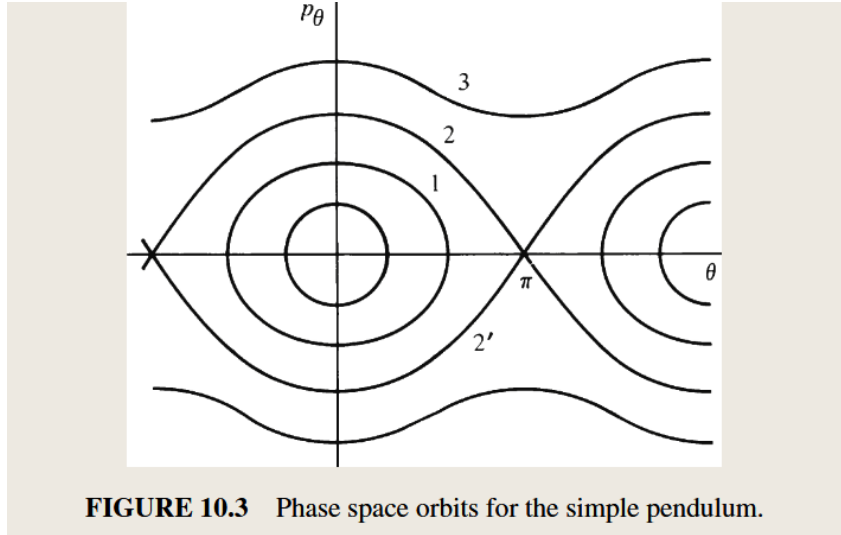 pθ
3
2
1
θ
π
2′
FIGURE 10.3 Phase space orbits for the simple pendulum.